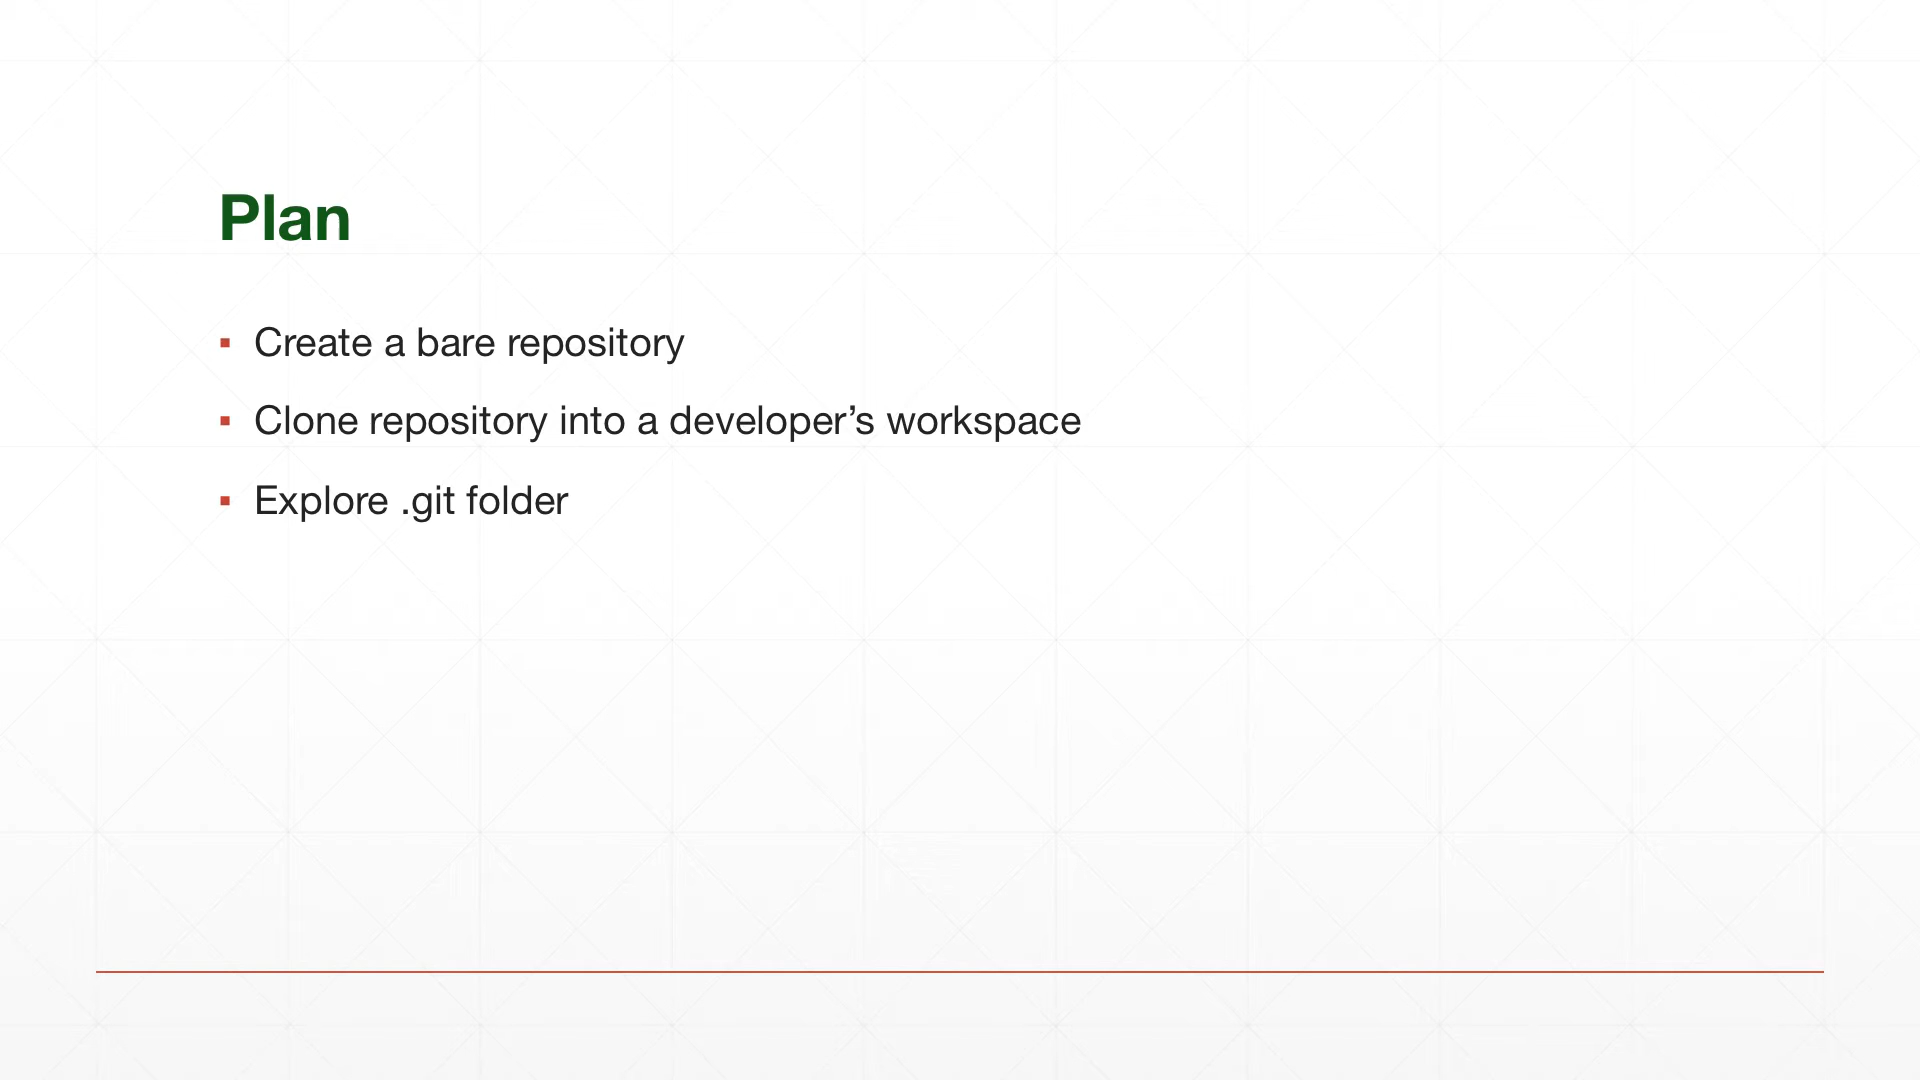 Plan
▪ Create a bare repository
▪ Clone repository into a developer’s workspace
▪ Explore .git folder